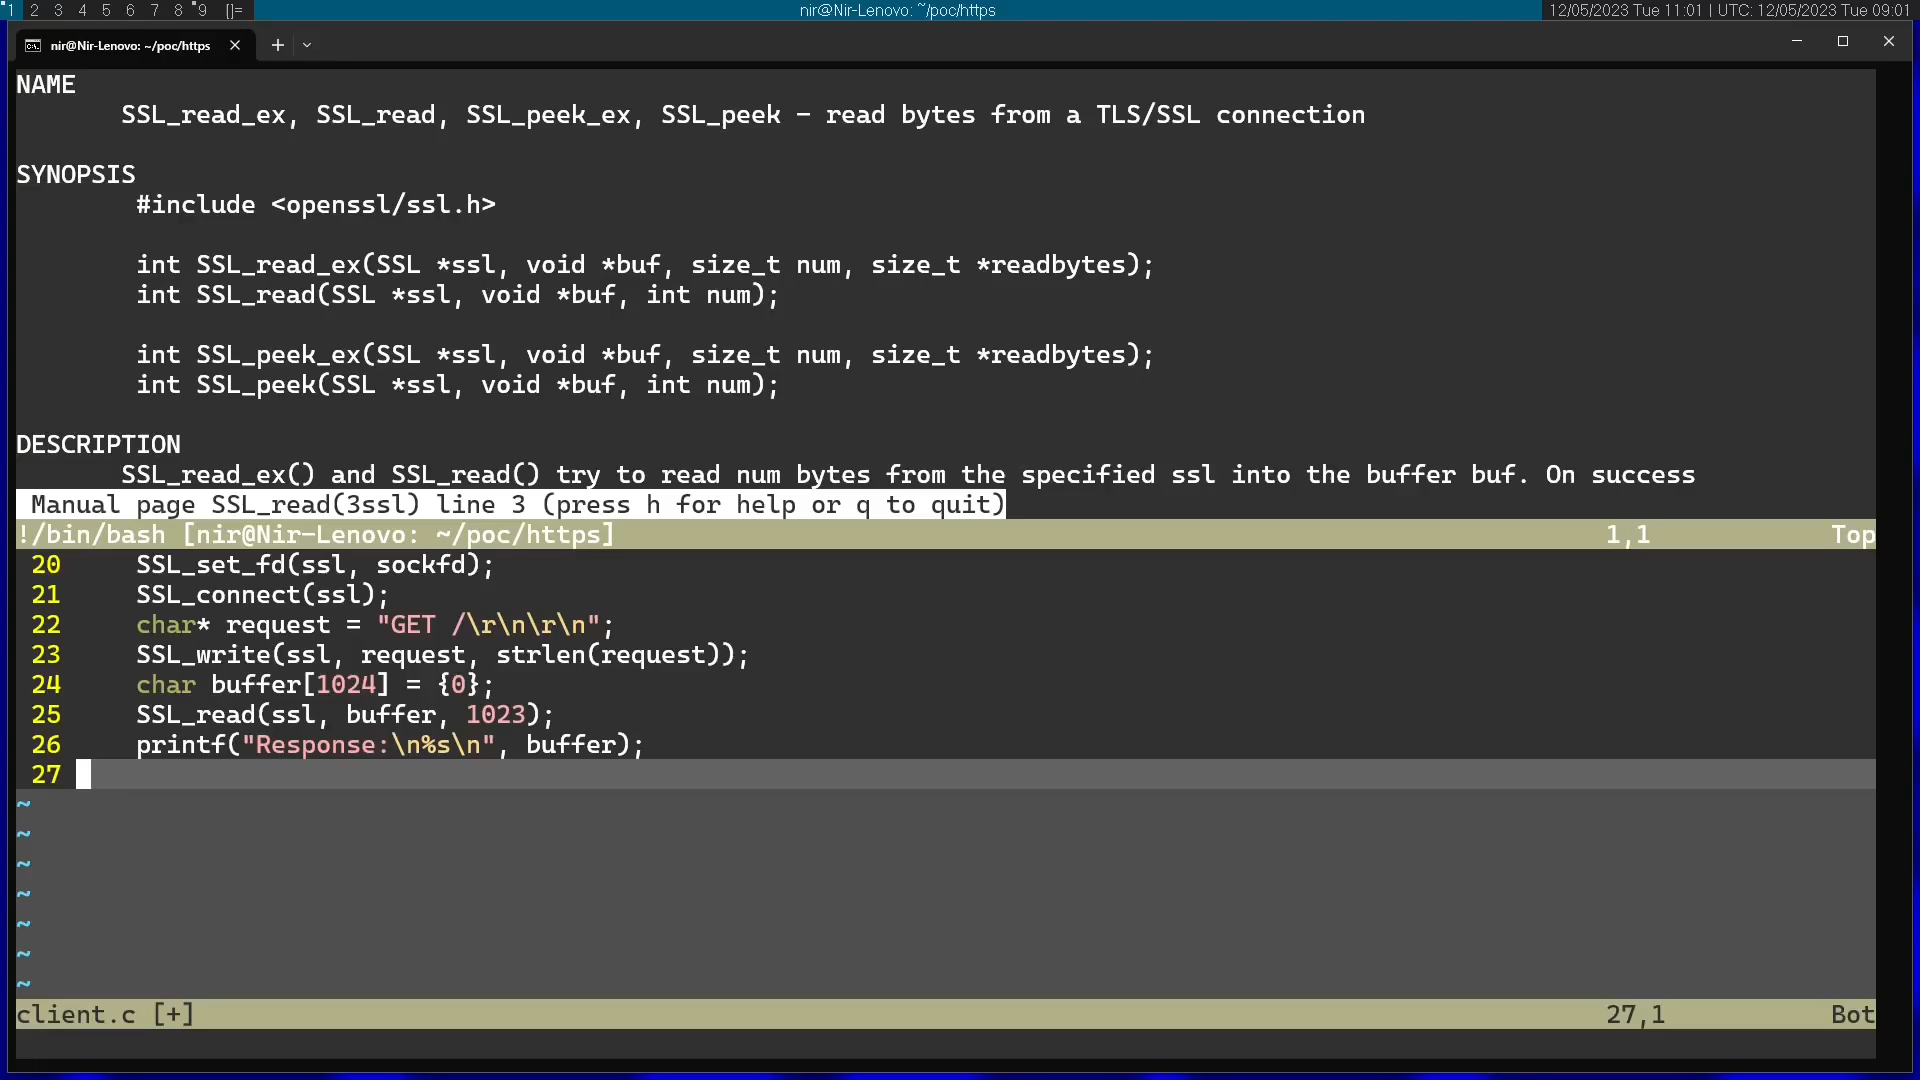 1 2 3 4 5 6 7 8 9 []= nir@Nir-Lenovo: ~/poc/https 12/05/2023 Tue 11:01 | UTC: 12/05/2023 Tue 09:01
nir@Nir-Lenovo: ~/poc/https
NAME
SSL_read_ex, SSL_read, SSL_peek_ex, SSL_peek - read bytes from a TLS/SSL connection
SYNOPSIS
#include <openssl/ssl.h>
int SSL_read_ex(SSL *ssl, void *buf, size_t num, size_t *readbytes);
int SSL_read(SSL *ssl, void *buf, int num);
int SSL_peek_ex(SSL *ssl, void *buf, size_t num, size_t *readbytes);
int SSL_peek(SSL *ssl, void *buf, int num);
DESCRIPTION
SSL_read_ex() and SSL_read() try to read num bytes from the specified ssl into the buffer buf. On success
Manual page SSL_read(3ssl) line 3 (press h for help or q to quit)
!/bin/bash [nir@Nir-Lenovo: ~/poc/https] 1,1 Top
20 SSL_set_fd(ssl, sockfd);
21 SSL_connect(ssl);
22 char* request = "GET /\r\n\r\n";
23 SSL_write(ssl, request, strlen(request));
24 char buffer[1024] = {0};
25 SSL_read(ssl, buffer, 1023);
26 printf("Response:\n%s\n", buffer);
27
~
~
~
~
~
~
~
client.c [+] 27,1 Bot